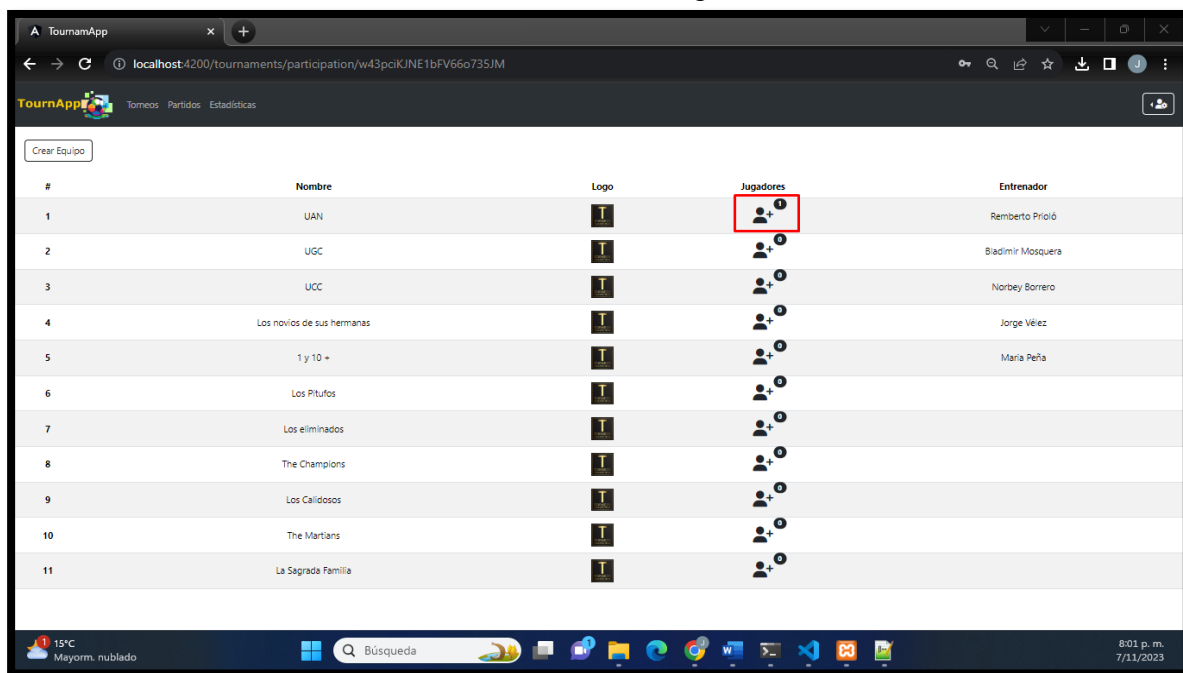 TournamApp
localhost:4200/tournaments/participation/w43pciKJNE1bFV66o735JM
J
TournApp Torneos Partidos Estadísticas
Crear Equipo
# Nombre Logo Jugadores Entrenador
1 UAN T 1 Remberto Prioló
2 UGC T 0 Bladimir Mosquera
3 UCC T 0 Norbey Borrero
4 Los novios de sus hermanas T 0 Jorge Vélez
5 1 y 10 + T 0 Maria Peña
6 Los Pitufos T 0
7 Los eliminados T 0
8 The Champions T 0
9 Los Calidosos T 0
10 The Martians T 0
11 La Sagrada Familia T 0
1 15°C
Mayorm. nublado
Búsqueda
8:01 p. m.
7/11/2023